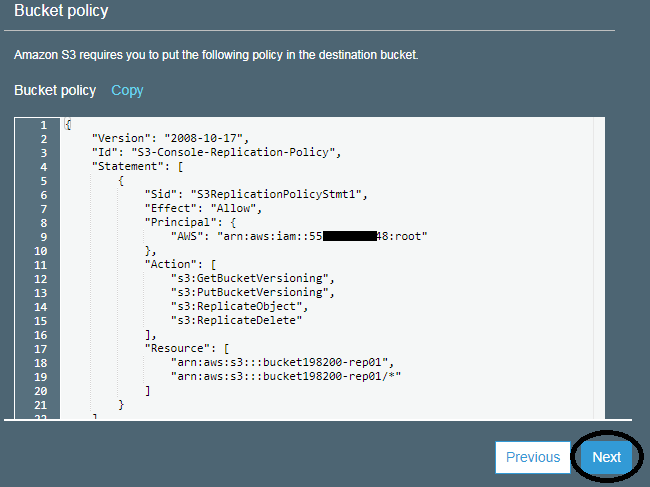 Bucket policy
Amazon S3 requires you to put the following policy in the destination bucket.
Bucket policy Copy
1 {
2 "Version": "2008-10-17",
3 "Id": "S3-Console-Replication-Policy",
4 "Statement": [
5 {
6 "Sid": "S3ReplicationPolicyStmt1",
7 "Effect": "Allow",
8 "Principal": {
9 "AWS": "arn:aws:iam::55 48:root"
10 },
11 "Action": [
12 "s3:GetBucketVersioning",
13 "s3:PutBucketVersioning",
14 "s3:ReplicateObject",
15 "s3:ReplicateDelete"
16 ],
17 "Resource": [
18 "arn:aws:s3:::bucket198200-rep01",
19 "arn:aws:s3:::bucket198200-rep01/*"
20 ]
21 }
22 ]
Previous Next